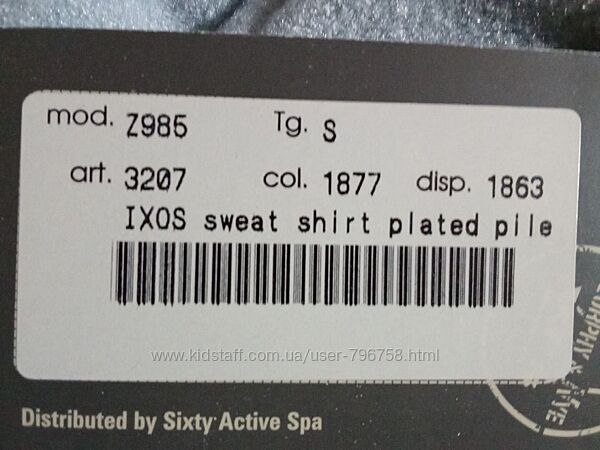 mod. Z985 Tg. S
art. 3207 col. 1877 disp. 1863
IXOS sweat shirt plated pile
www.kidstaff.com.ua/user-796758.html
Distributed by Sixty Active Spa